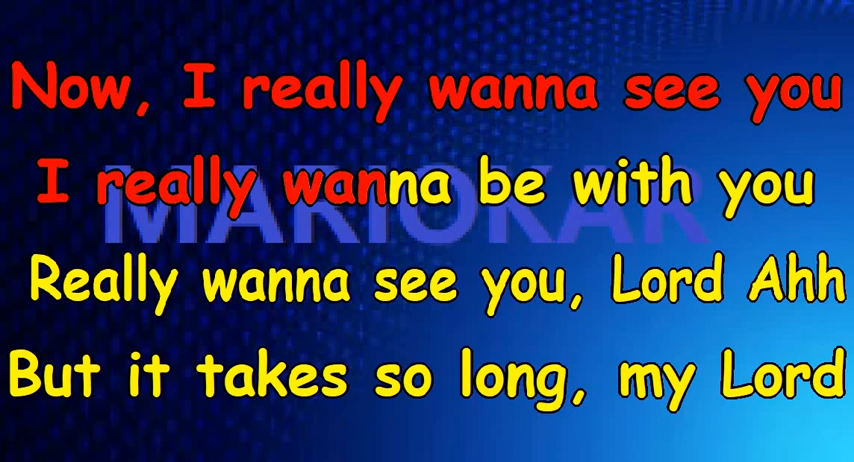 Now, I really wanna see you
I really wanna be with you
MARIOKAR
Really wanna see you, Lord Ahh
But it takes so long, my Lord